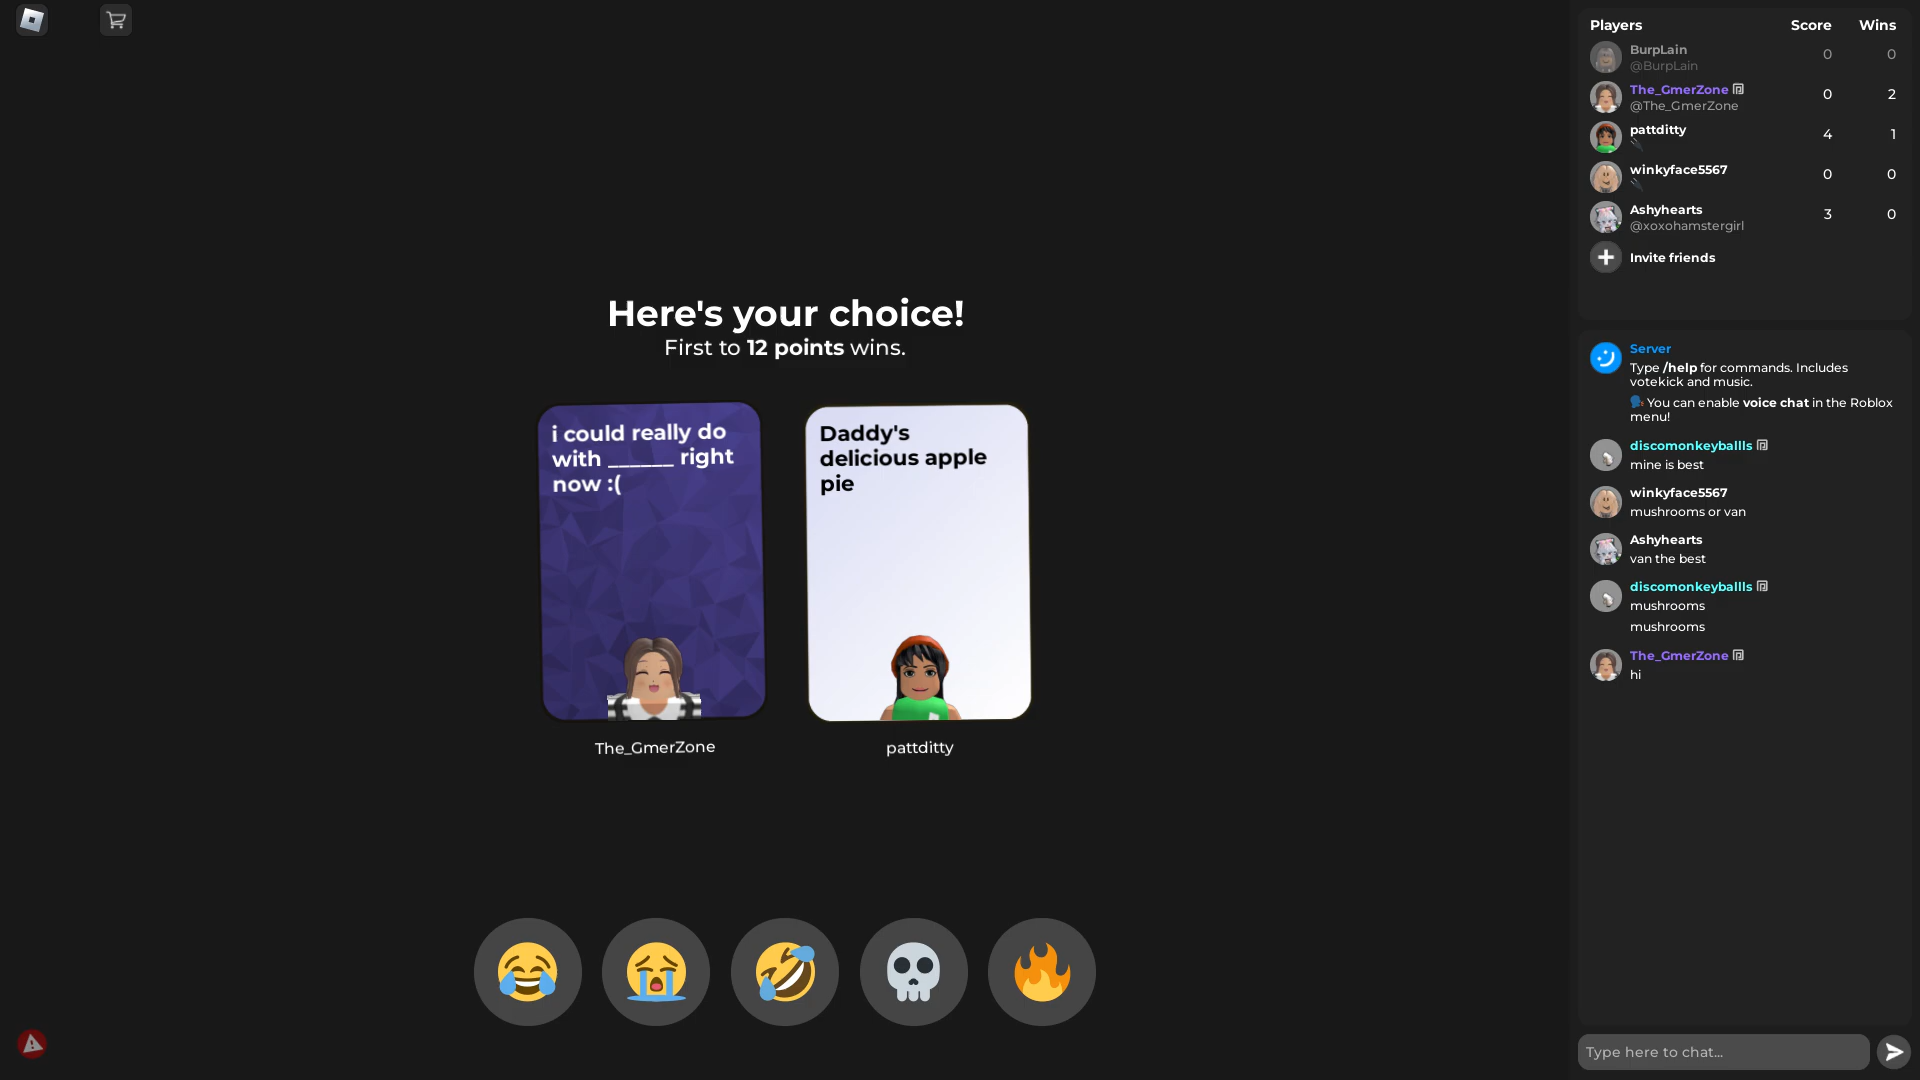 Here's your choice!
First to 12 points wins.
i could really do
with ______ right
now :(
The_GmerZone
Daddy's
delicious apple
pie
pattditty
Players Score Wins
BurpLain 0 0
@BurpLain
The_GmerZone 0 2
@The_GmerZone
pattditty 4 1
winkyface5567 0 0
Ashyhearts 3 0
@xoxohamstergirl
Invite friends
Server
Type /help for commands. Includes
votekick and music.
You can enable voice chat in the Roblox
menu!
discomonkeyballls
mine is best
winkyface5567
mushrooms or van
Ashyhearts
van the best
discomonkeyballls
mushrooms
mushrooms
The_GmerZone
hi
Type here to chat...